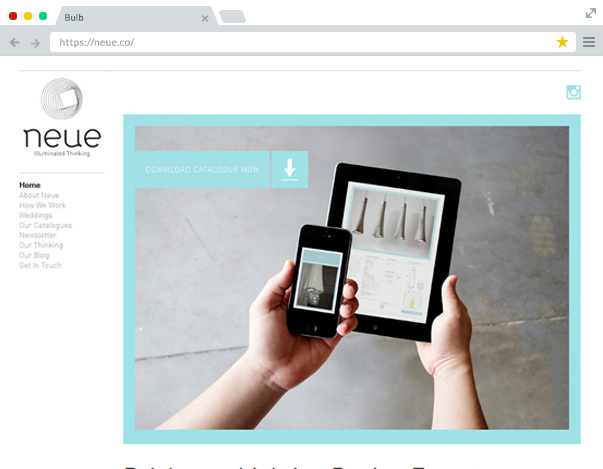 Bulb
https://neue.co/
neue
Illuminated Thinking
DOWNLOAD CATALOGUE NOW
Home
About Neue
How We Work
Weddings
Our Catalogues
Newsletter
Our Thinking
Our Blog
Get In Touch